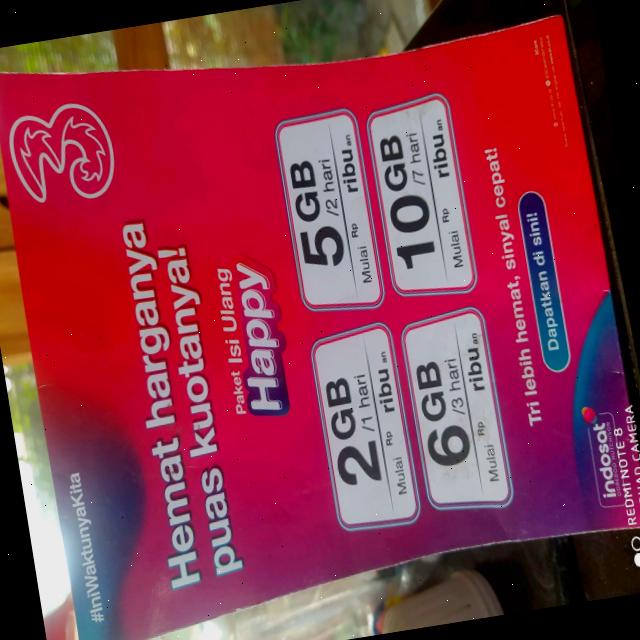 #IniWaktunyaKita
3
Hemat harganya
puas kuotanya!
Paket Isi Ulang
Happy
2GB
/1 hari
Mulai Rp ribuan
5GB
/2 hari
Mulai Rp ribuan
6GB
/3 hari
Mulai Rp ribuan
10GB
/7 hari
Mulai Rp ribuan
Tri lebih hemat, sinyal cepat!
Dapatkan di sini!
indosat
REDMI NOTE 8
QUAD CAMERA